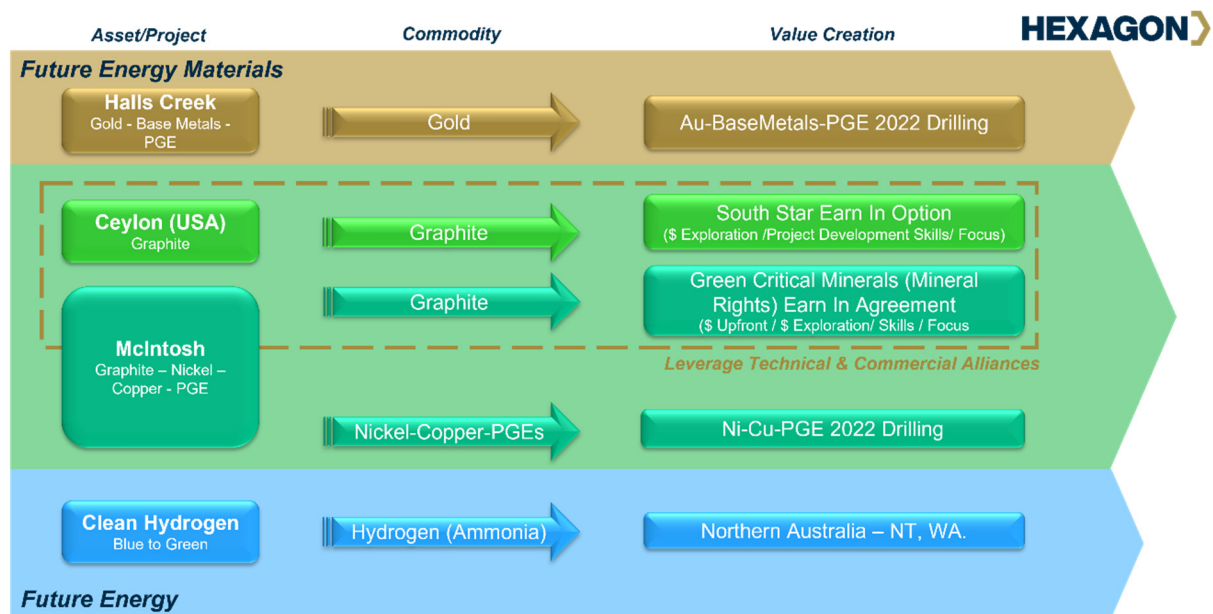 Asset/Project
Commodity
Value Creation
HEXAGON
Future Energy Materials
Halls Creek
Gold - Base Metals -
PGE
Gold
Au-BaseMetals-PGE 2022 Drilling
Ceylon (USA)
Graphite
Graphite
South Star Earn In Option
($ Exploration /Project Development Skills/ Focus)
McIntosh
Graphite – Nickel –
Copper - PGE
Graphite
Green Critical Minerals (Mineral
Rights) Earn In Agreement
($ Upfront / $ Exploration/ Skills / Focus
Leverage Technical & Commercial Alliances
Nickel-Copper-PGEs
Ni-Cu-PGE 2022 Drilling
Clean Hydrogen
Blue to Green
Hydrogen (Ammonia)
Northern Australia – NT, WA.
Future Energy